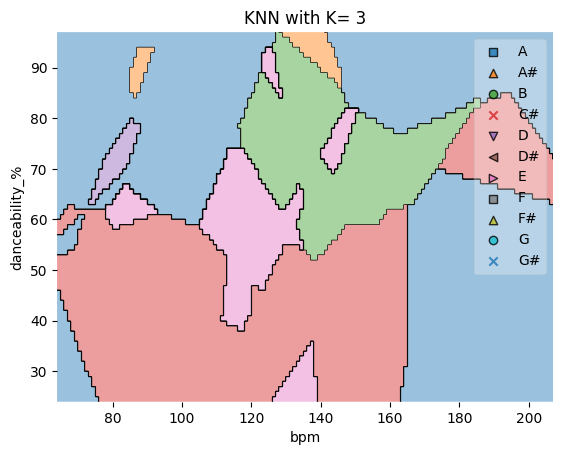 KNN with K= 3
danceability_%
90
80
70
60
50
40
30
80
100
120
140
160
180
200
bpm
A
A#
B
C#
D
D#
E
F
F#
G
G#